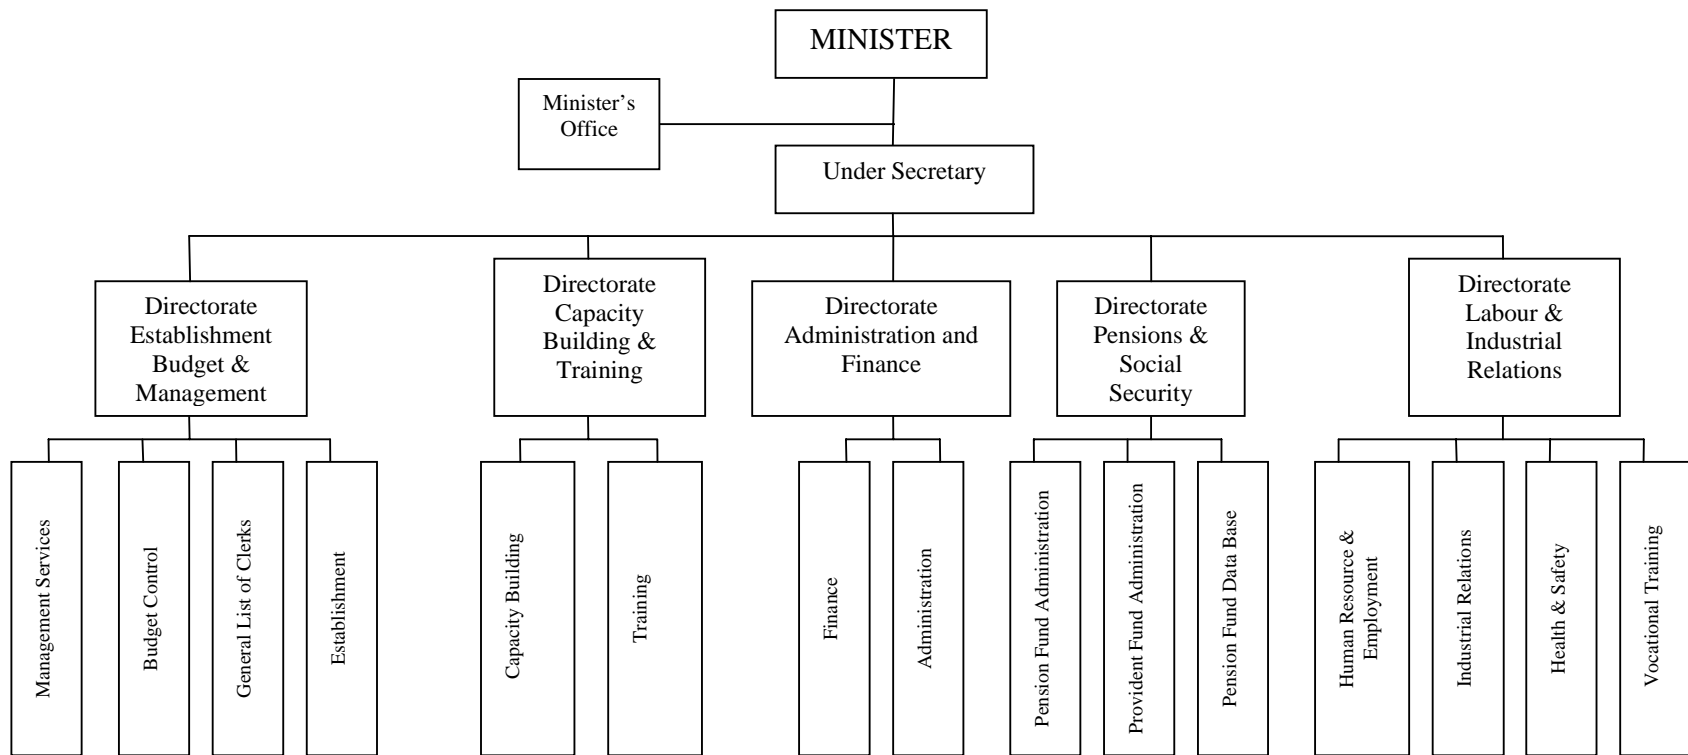 MINISTER
Minister’s
Office
Under Secretary
Directorate
Establishment
Budget &
Management
Directorate
Capacity
Building &
Training
Directorate
Administration and
Finance
Directorate
Pensions &
Social
Security
Directorate
Labour &
Industrial
Relations
Management Services
Budget Control
General List of Clerks
Establishment
Capacity Building
Training
Finance
Administration
Pension Fund Administration
Provident Fund Administration
Pension Fund Data Base
Human Resource &
Employment
Industrial Relations
Health & Safety
Vocational Training